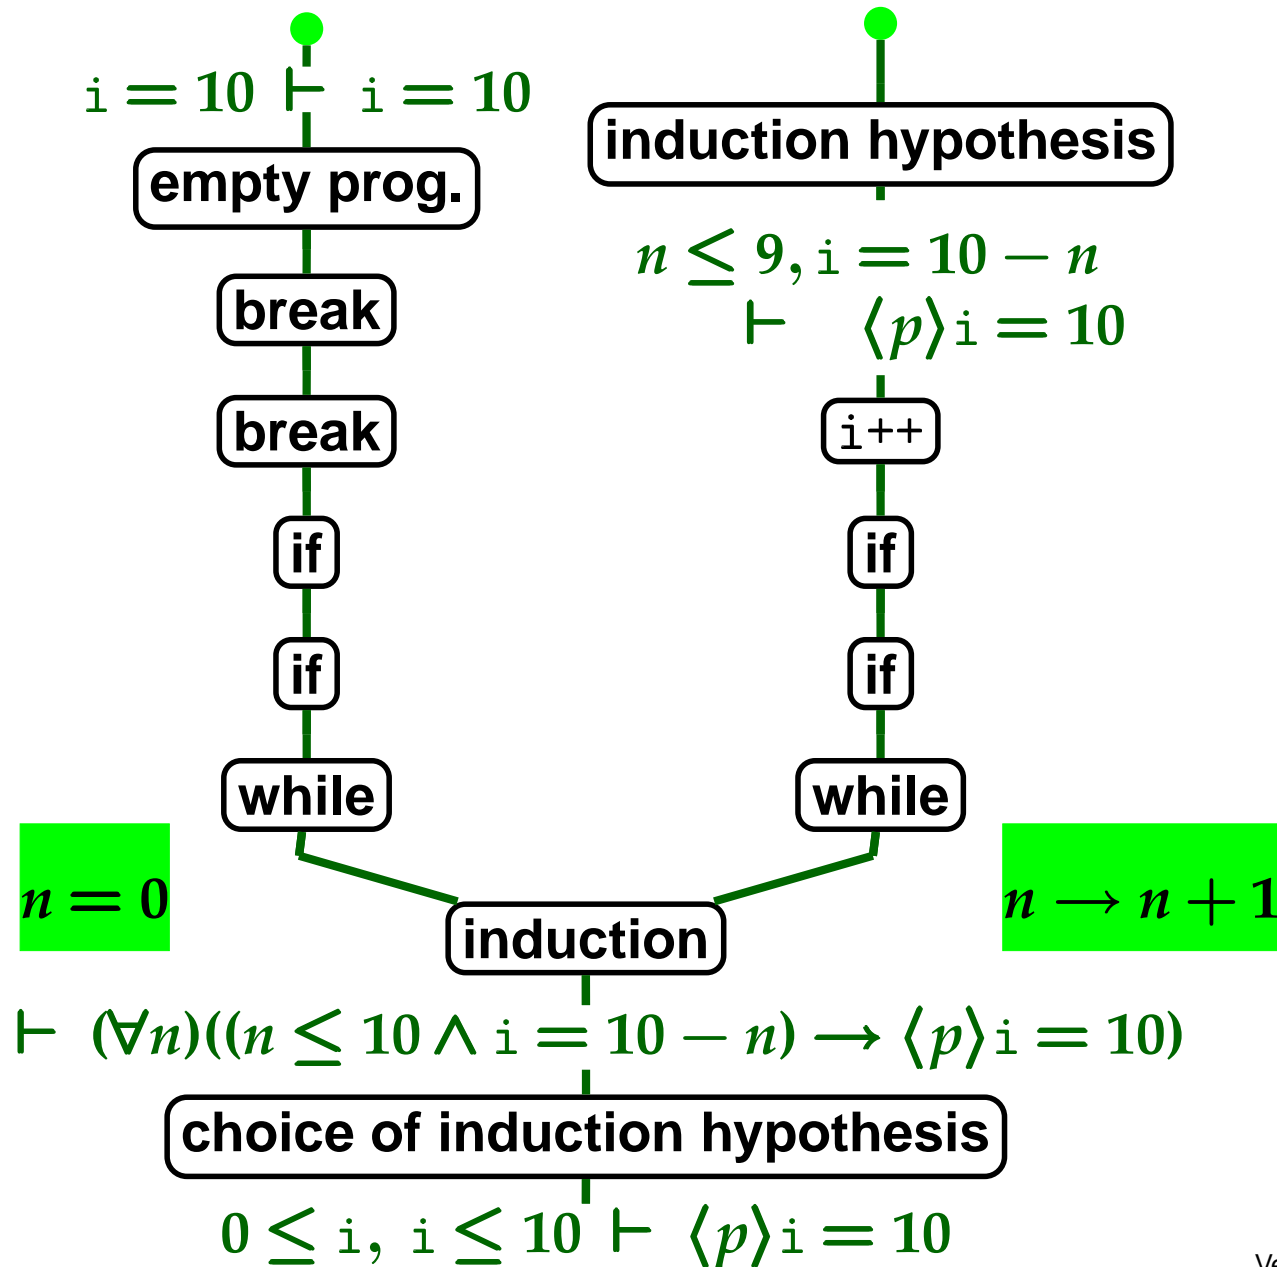 i = 10 ⊢ i = 10
empty prog.
break
break
if
if
while
n = 0
induction hypothesis
n ≤ 9, i = 10 − n
⊢ ⟨p⟩i = 10
i++
if
if
while
n → n + 1
induction
⊢ (∀n)((n ≤ 10 ∧ i = 10 − n) → ⟨p⟩i = 10)
choice of induction hypothesis
0 ≤ i, i ≤ 10 ⊢ ⟨p⟩i = 10